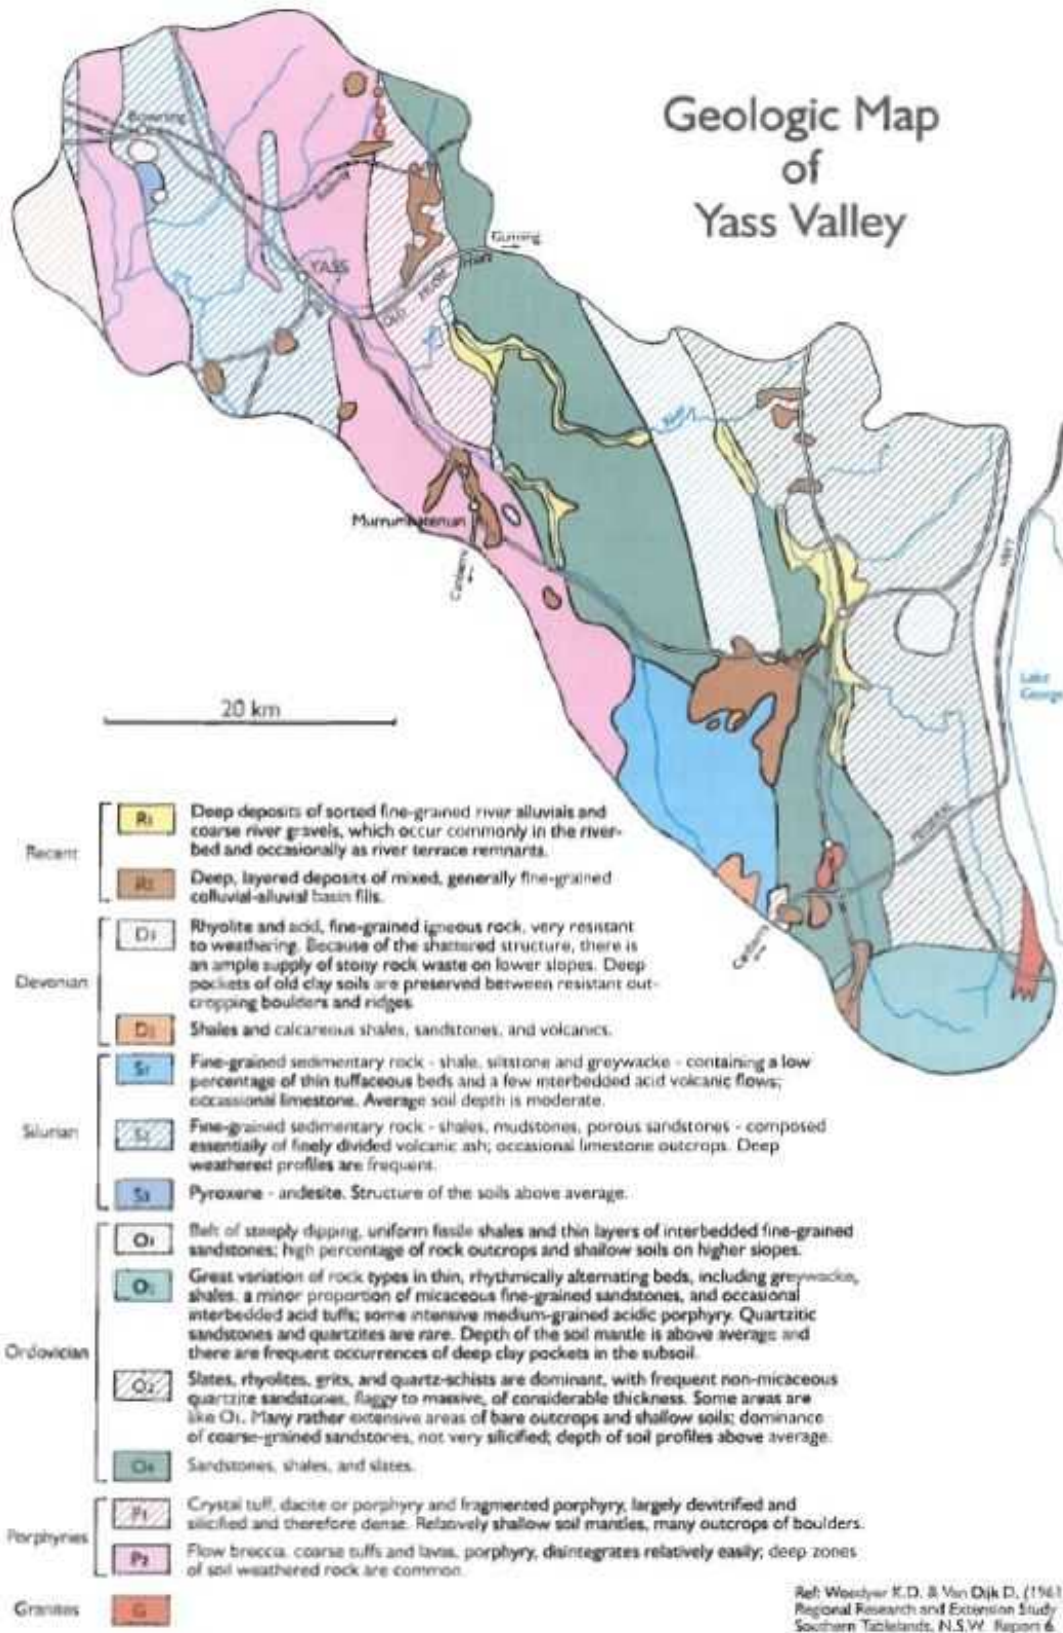 Geologic Map
of
Yass Valley
Bowning
YASS
Gunning
OLD HUME HWY
Murrumbateman
Canberra
Yass R.
HWY
Lake
George
FEDERAL
Canberra
20 km
Recent
R1
Deep deposits of sorted fine-grained river alluvials and
coarse river gravels, which occur commonly in the river-
bed and occasionally as river terrace remnants.
R2
Deep, layered deposits of mixed, generally fine-grained
colluvial-alluvial basin fills.
Devonian
Rhyolite and acid, fine-grained igneous rock, very resistant
to weathering. Because of the shattered structure, there is
an ample supply of stony rock waste on lower slopes. Deep
pockets of old clay soils are preserved between resistant out-
cropping boulders and ridges.
Shales and calcareous shales, sandstones, and volcanics.
Silurian
S1
Fine-grained sedimentary rock - shale, siltstone and greywacke - containing a low
percentage of thin tuffaceous beds and a few interbedded acid volcanic flows;
occassional limestone. Average soil depth is moderate.
S2
Fine-grained sedimentary rock - shales, mudstones, porous sandstones - composed
essentially of finely divided volcanic ash; occasional limestone outcrops. Deep
weathered profiles are frequent.
S3
Pyroxene - andesite. Structure of the soils above average.
Ordovician
Belt of steeply dipping, uniform fissile shales and thin layers of interbedded fine-grained
sandstones; high percentage of rock outcrops and shallow soils on higher slopes.
Great variation of rock types in thin, rhythmically alternating beds, including greywacke,
shales, a minor proportion of micaceous fine-grained sandstones, and occasional
interbedded acid tuffs; some intensive medium-grained acidic porphyry. Quartzitic
sandstones and quartzites are rare. Depth of the soil mantle is above average and
there are frequent occurrences of deep clay pockets in the subsoil.
O2
Slates, rhyolites, grits, and quartz-schists are dominant, with frequent non-micaceous
quartzite sandstones, flaggy to massive, of considerable thickness. Some areas are
like O1. Many rather extensive areas of bare outcrops and shallow soils; dominance
of coarse-grained sandstones, not very silicified; depth of soil profiles above average.
O4
Sandstones, shales, and slates.
Porphyries
P1
Crystal tuff, dacite or porphyry and fragmented porphyry, largely devitrified and
silicified and therefore dense. Relatively shallow soil mantles, many outcrops of boulders.
P2
Flow breccia, coarse tuffs and lavas, porphyry, disintegrates relatively easily; deep zones
of soil weathered rock are common.
Granites
G
Ref: Woodyer K.D. & Van Dijk D, (1961
Regional Research and Extension Study
Southern Tablelands, N.S.W. Report 6